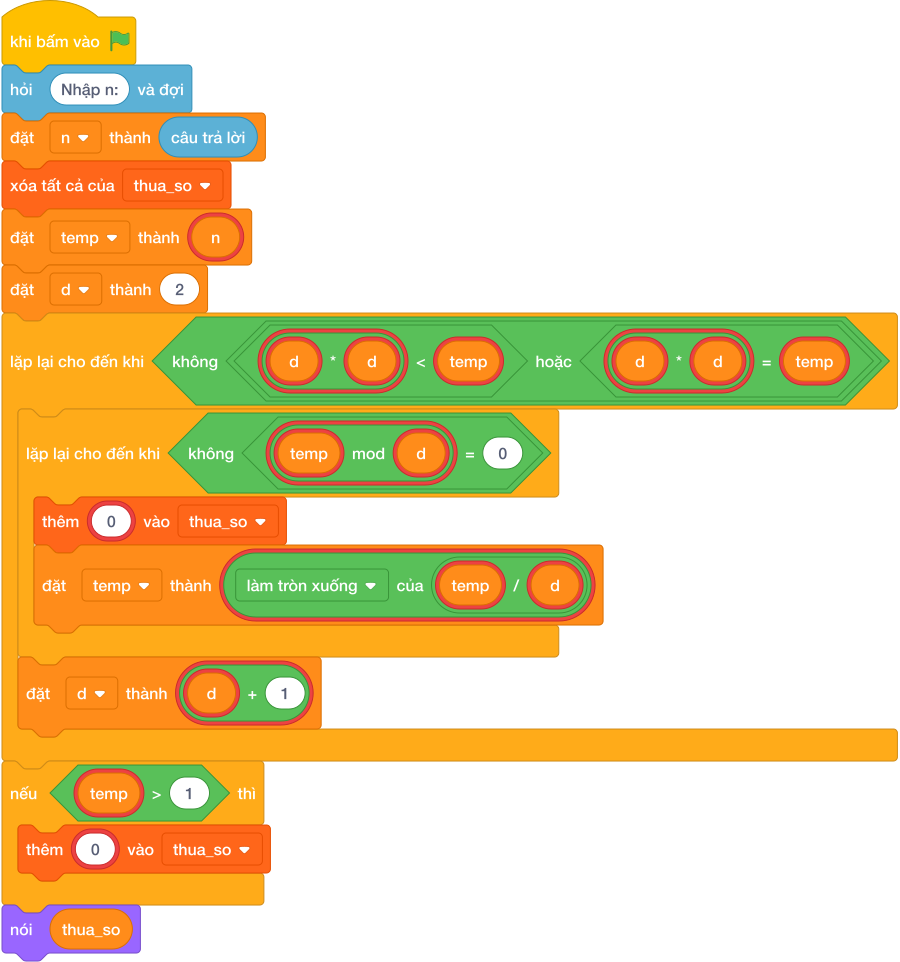 khi bấm vào
hỏi Nhập n: và đợi
đặt n thành câu trả lời
xóa tất cả của thua_so
đặt temp thành n
đặt d thành 2
lặp lại cho đến khi không d * d < temp hoặc d * d = temp
lặp lại cho đến khi không temp mod d = 0
thêm 0 vào thua_so
đặt temp thành làm tròn xuống của temp / d
đặt d thành d + 1
nếu temp > 1 thì
thêm 0 vào thua_so
nói thua_so